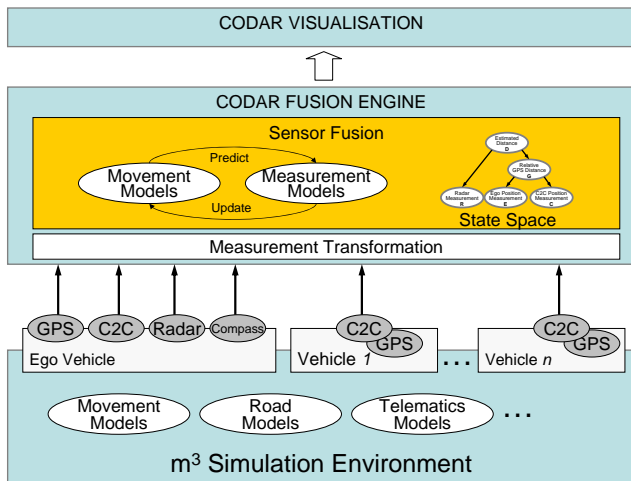 CODAR VISUALISATION
CODAR FUSION ENGINE
Sensor Fusion
Predict
Movement
Models
Measurement
Models
Update
Estimated
Distance
D
Relative
GPS Distance
G
Radar
Measurement
R
Ego Position
Measurement
E
C2C Position
Measurement
C
State Space
Measurement Transformation
GPS
C2C
Radar
Compass
Ego Vehicle
C2C
GPS
Vehicle 1
...
C2C
GPS
Vehicle n
Movement
Models
Road
Models
Telematics
Models
...
m³ Simulation Environment